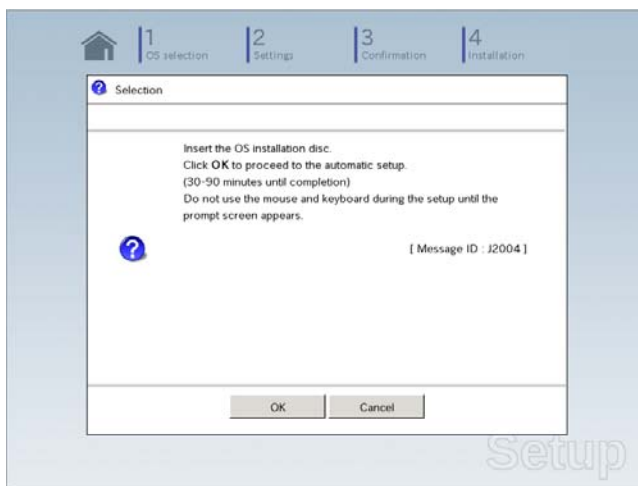 1
OS selection
2
Settings
3
Confirmation
4
Installation
Selection
Insert the OS installation disc.
Click OK to proceed to the automatic setup.
(30-90 minutes until completion)
Do not use the mouse and keyboard during the setup until the
prompt screen appears.
[ Message ID : J2004 ]
OK
Cancel
Setup